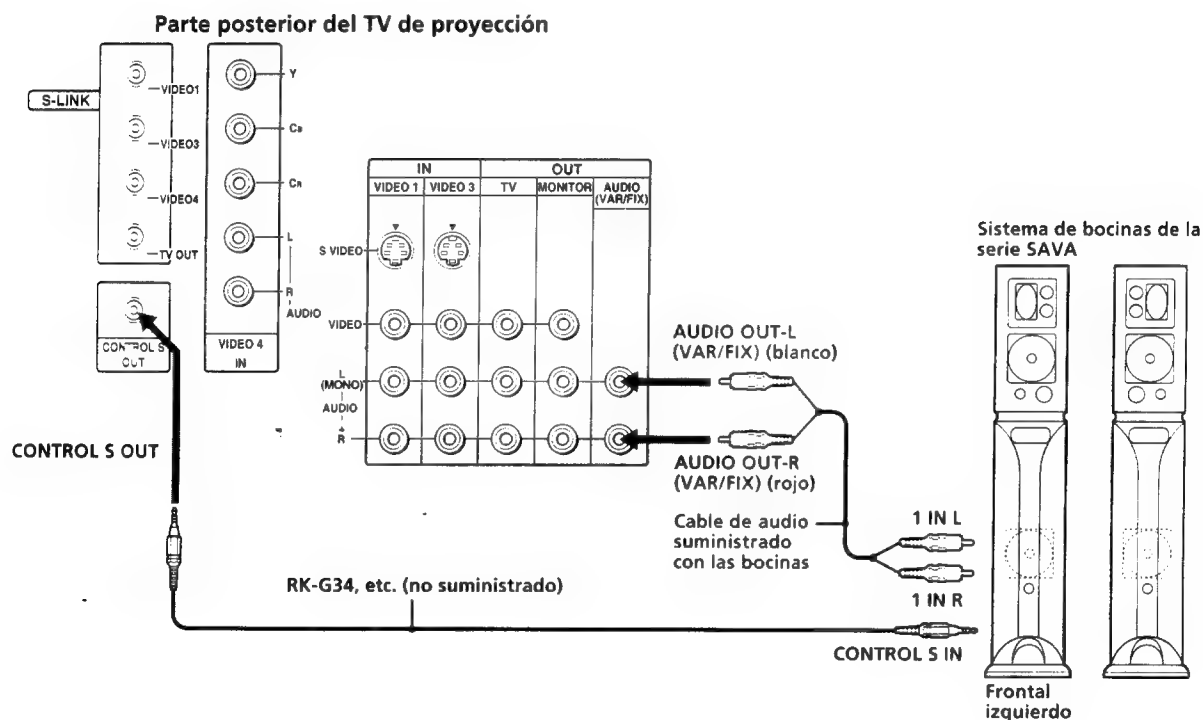 Parte posterior del TV de proyección
S-LINK
VIDEO1
VIDEO3
VIDEO4
TV OUT
CONTROL S
OUT
Y
CB
CR
L
R
AUDIO
VIDEO 4
IN
IN
OUT
VIDEO 1
VIDEO 3
TV
MONITOR
AUDIO
(VAR/FIX)
S VIDEO
VIDEO
L
(MONO)
AUDIO
R
AUDIO OUT-L
(VAR/FIX) (blanco)
AUDIO OUT-R
(VAR/FIX) (rojo)
Cable de audio
suministrado
con las bocinas
Sistema de bocinas de la
serie SAVA
1 IN L
1 IN R
CONTROL S IN
Frontal
izquierdo
CONTROL S OUT
RK-G34, etc. (no suministrado)